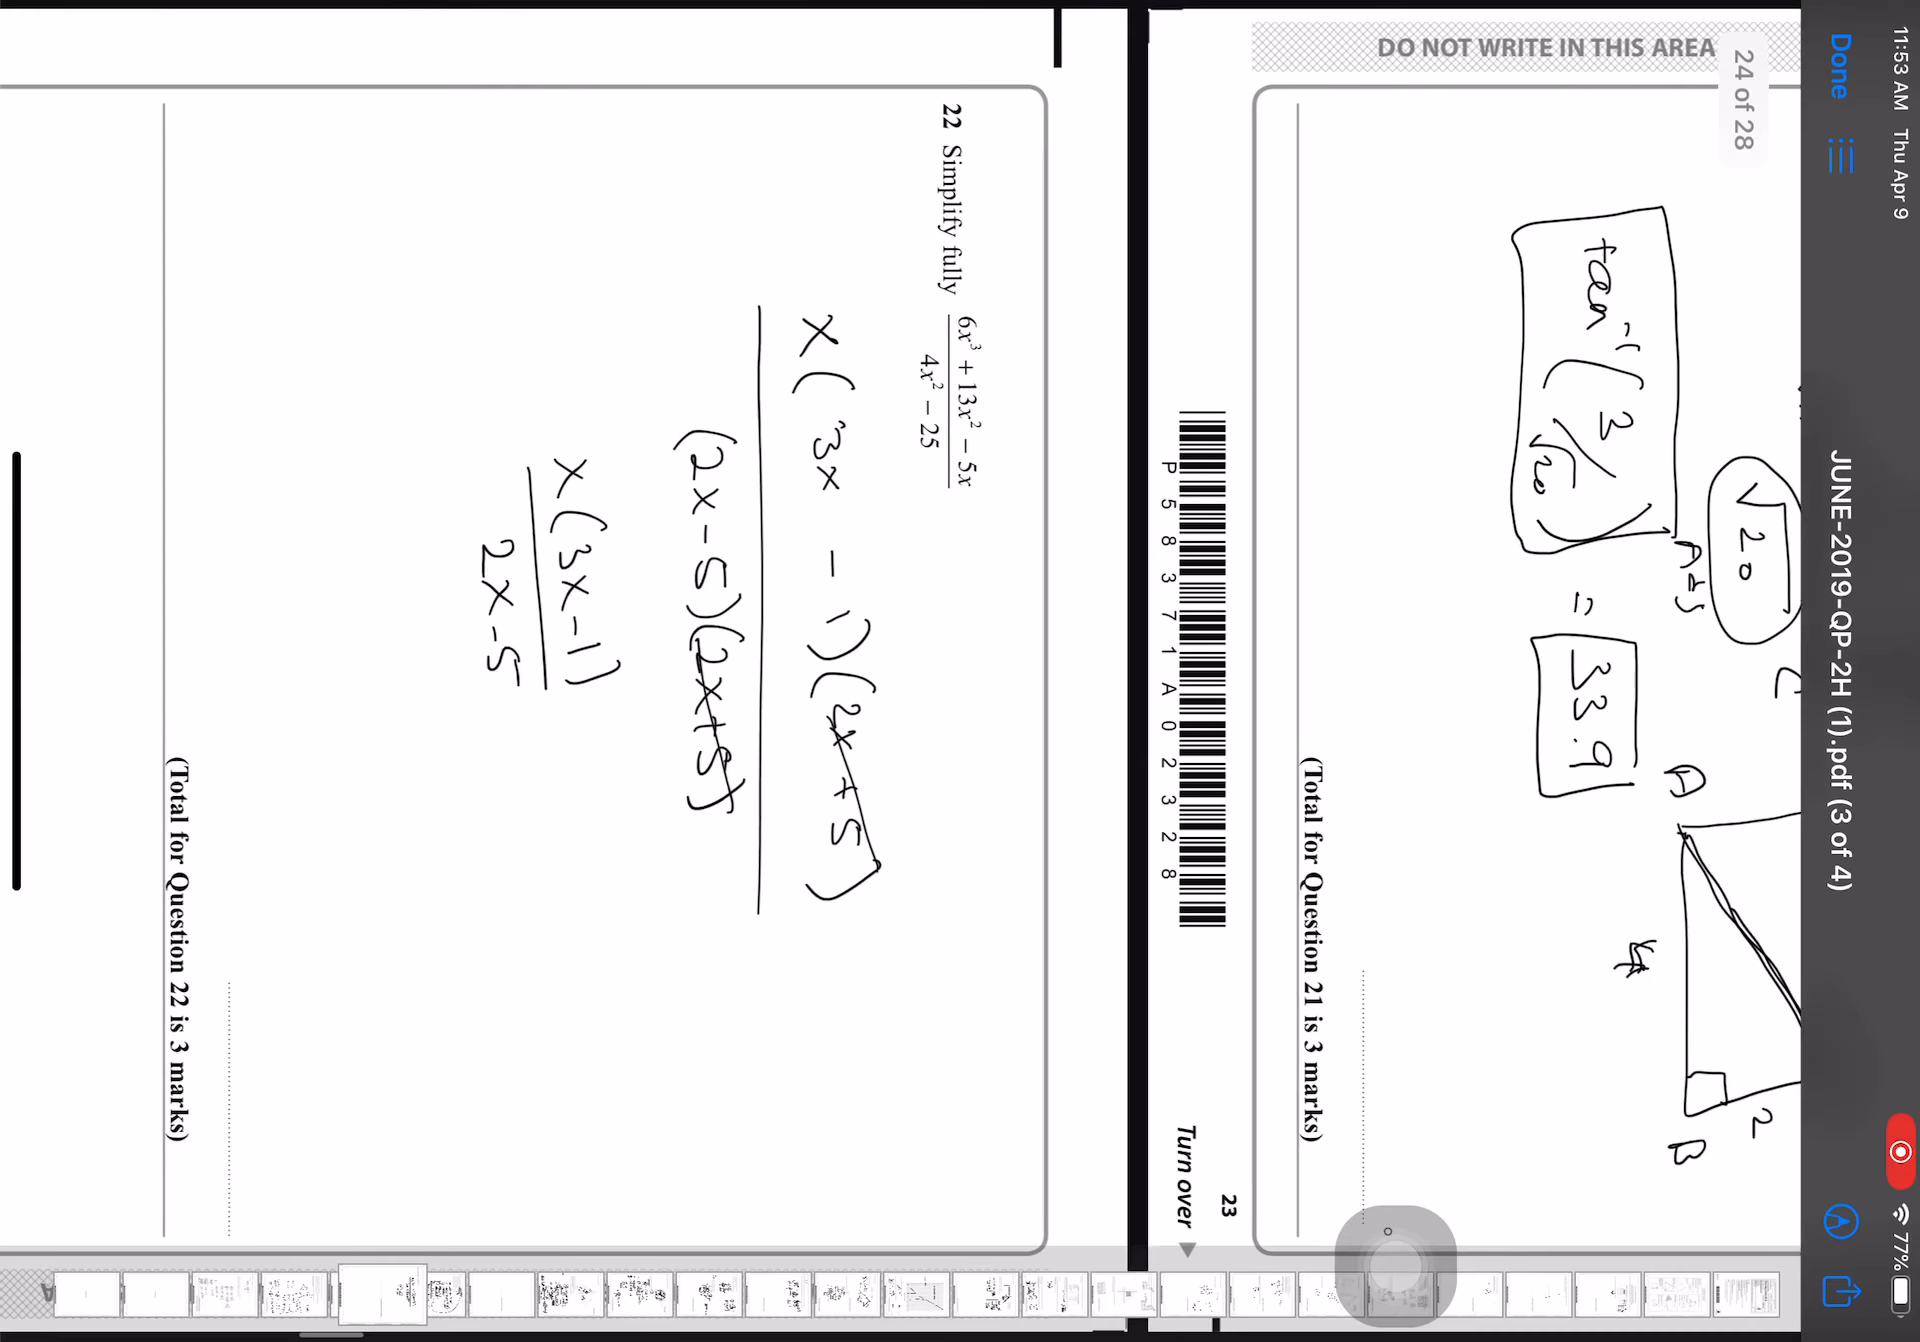 11:53 AM Thu Apr 9
77%
Done
JUNE-2019-QP-2H (1).pdf (3 of 4)
24 of 28
DO NOT WRITE IN THIS AREA
√20
Adj
C
tan⁻¹ (3/√20) = 33.9
A
4
2
B
(Total for Question 21 is 3 marks)
23
P 5 8 3 7 1 A 0 2 3 2 8
Turn over
22 Simplify fully 6x³ + 13x² − 5x
4x² − 25
x(3x − 1)(2x + 5)
(2x − 5)(2x + 5)
x(3x − 1)
2x − 5
(Total for Question 22 is 3 marks)